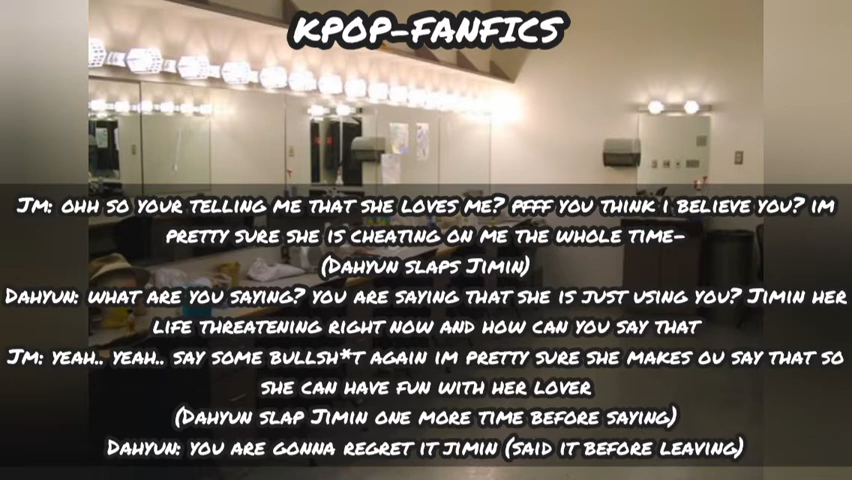 KPOP-FANFICS
JM: OHH SO YOUR TELLING ME THAT SHE LOVES ME? PFFF YOU THINK I BELIEVE YOU? IM
PRETTY SURE SHE IS CHEATING ON ME THE WHOLE TIME-
(DAHYUN SLAPS JIMIN)
DAHYUN: WHAT ARE YOU SAYING? YOU ARE SAYING THAT SHE IS JUST USING YOU? JIMIN HER
LIFE THREATENING RIGHT NOW AND HOW CAN YOU SAY THAT
JM: YEAH.. YEAH.. SAY SOME BULLSH*T AGAIN IM PRETTY SURE SHE MAKES OU SAY THAT SO
SHE CAN HAVE FUN WITH HER LOVER
(DAHYUN SLAP JIMIN ONE MORE TIME BEFORE SAYING)
DAHYUN: YOU ARE GONNA REGRET IT JIMIN (SAID IT BEFORE LEAVING)